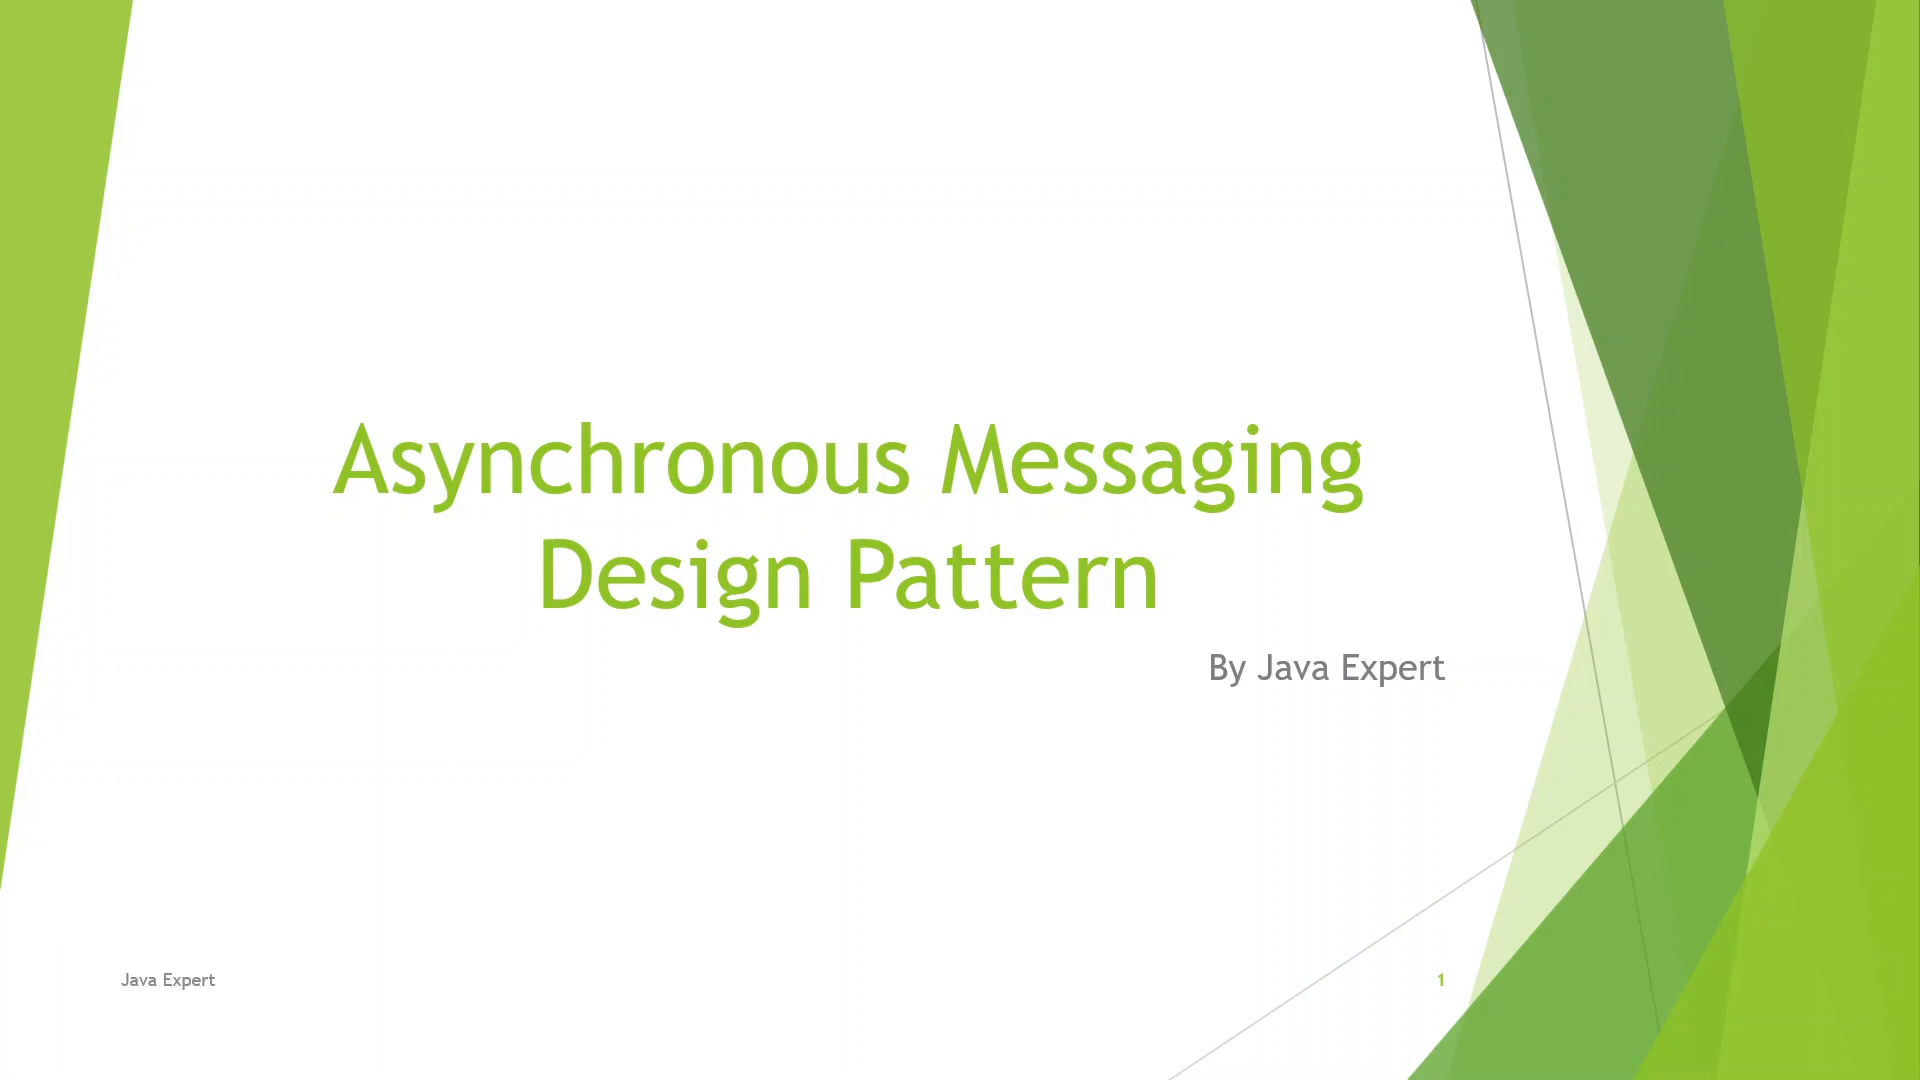 Asynchronous Messaging
Design Pattern
By Java Expert
Java Expert
1